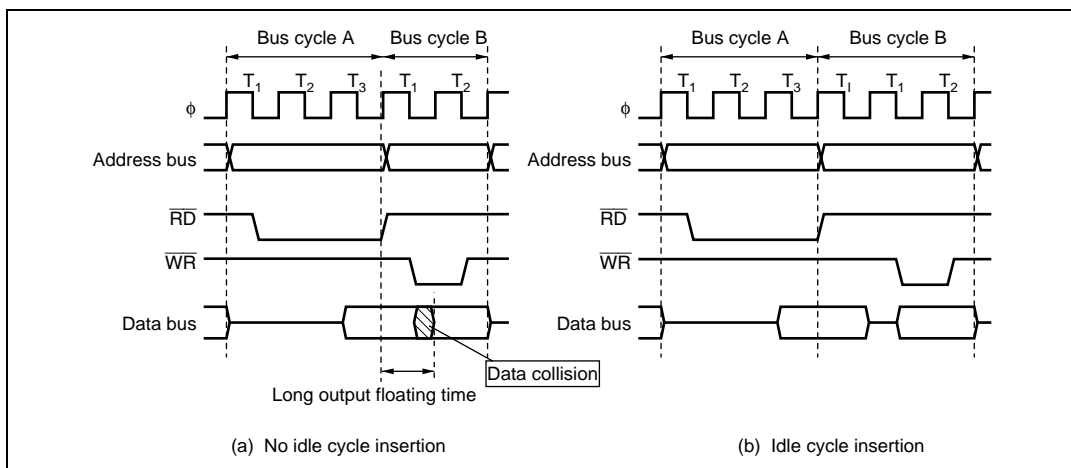 Bus cycle A Bus cycle B
T1 T2 T3 T1 T2
ϕ
Address bus
RD
WR
Data bus
Data collision
Long output floating time
(a) No idle cycle insertion
Bus cycle A Bus cycle B
T1 T2 T3 TI T1 T2
ϕ
Address bus
RD
WR
Data bus
(b) Idle cycle insertion